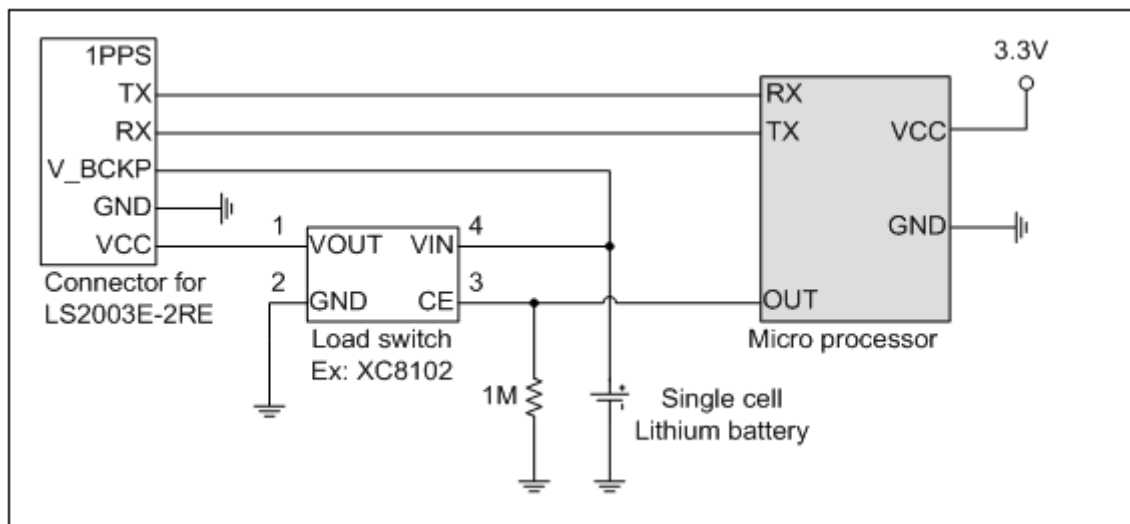 1PPS
TX
RX
V_BCKP
GND
VCC
Connector for
LS2003E-2RE
1
2
VOUT
GND
VIN
CE
4
3
Load switch
Ex: XC8102
1M
+
-
Single cell
Lithium battery
RX
TX
OUT
VCC
GND
Micro processor
3.3V